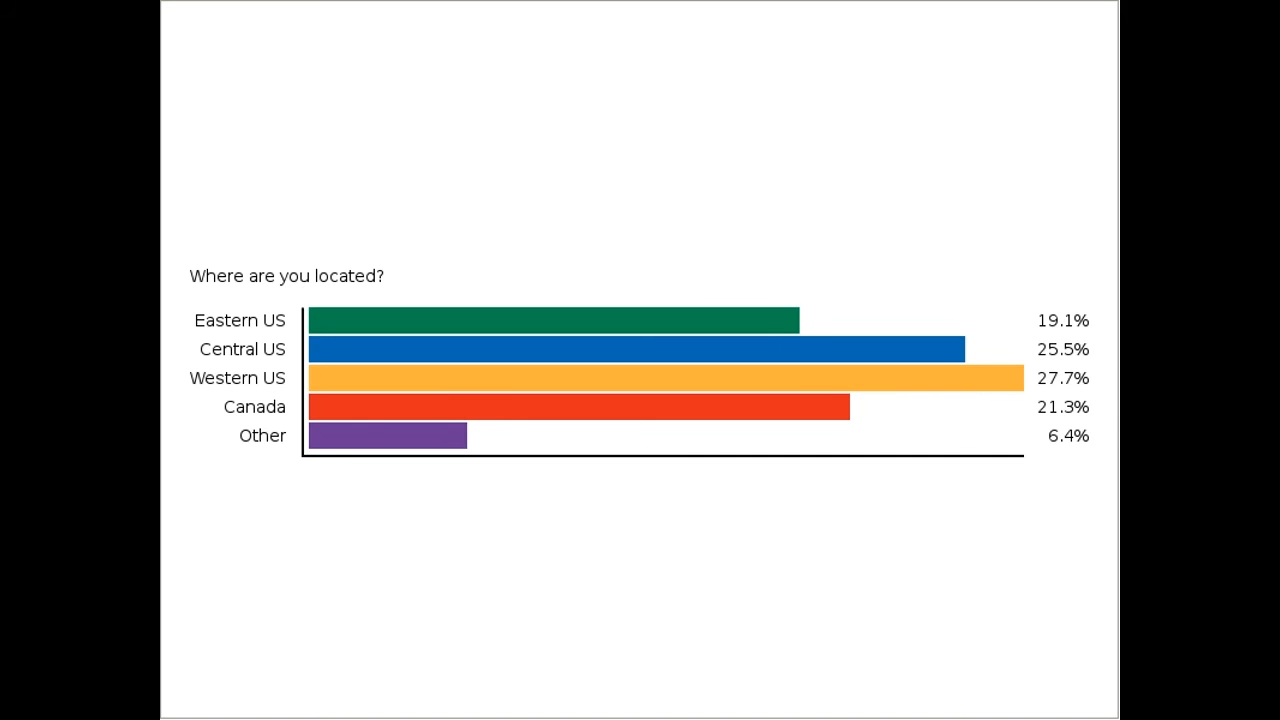 Where are you located?
Eastern US 19.1%
Central US 25.5%
Western US 27.7%
Canada 21.3%
Other 6.4%